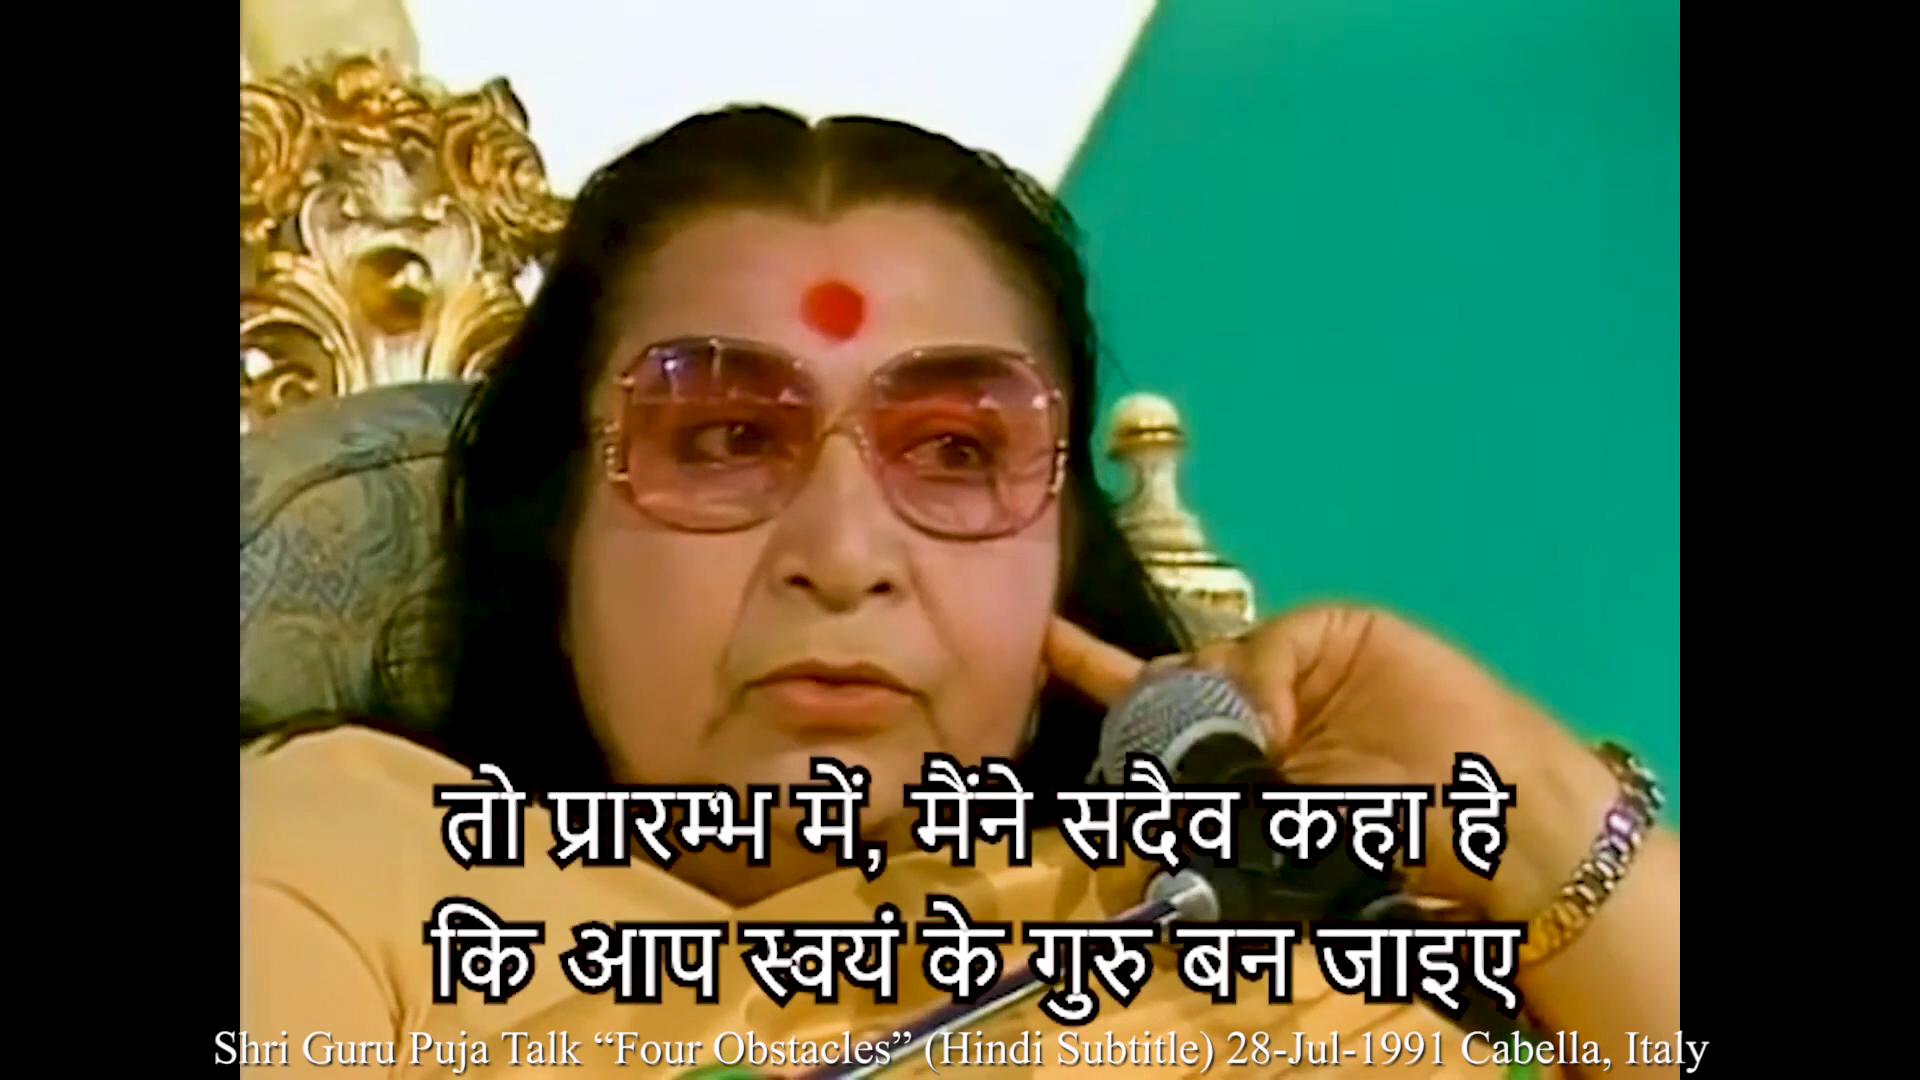 तो प्रारम्भ में, मैंने सदैव कहा है
कि आप स्वयं के गुरु बन जाइए
Shri Guru Puja Talk “Four Obstacles” (Hindi Subtitle) 28-Jul-1991 Cabella, Italy